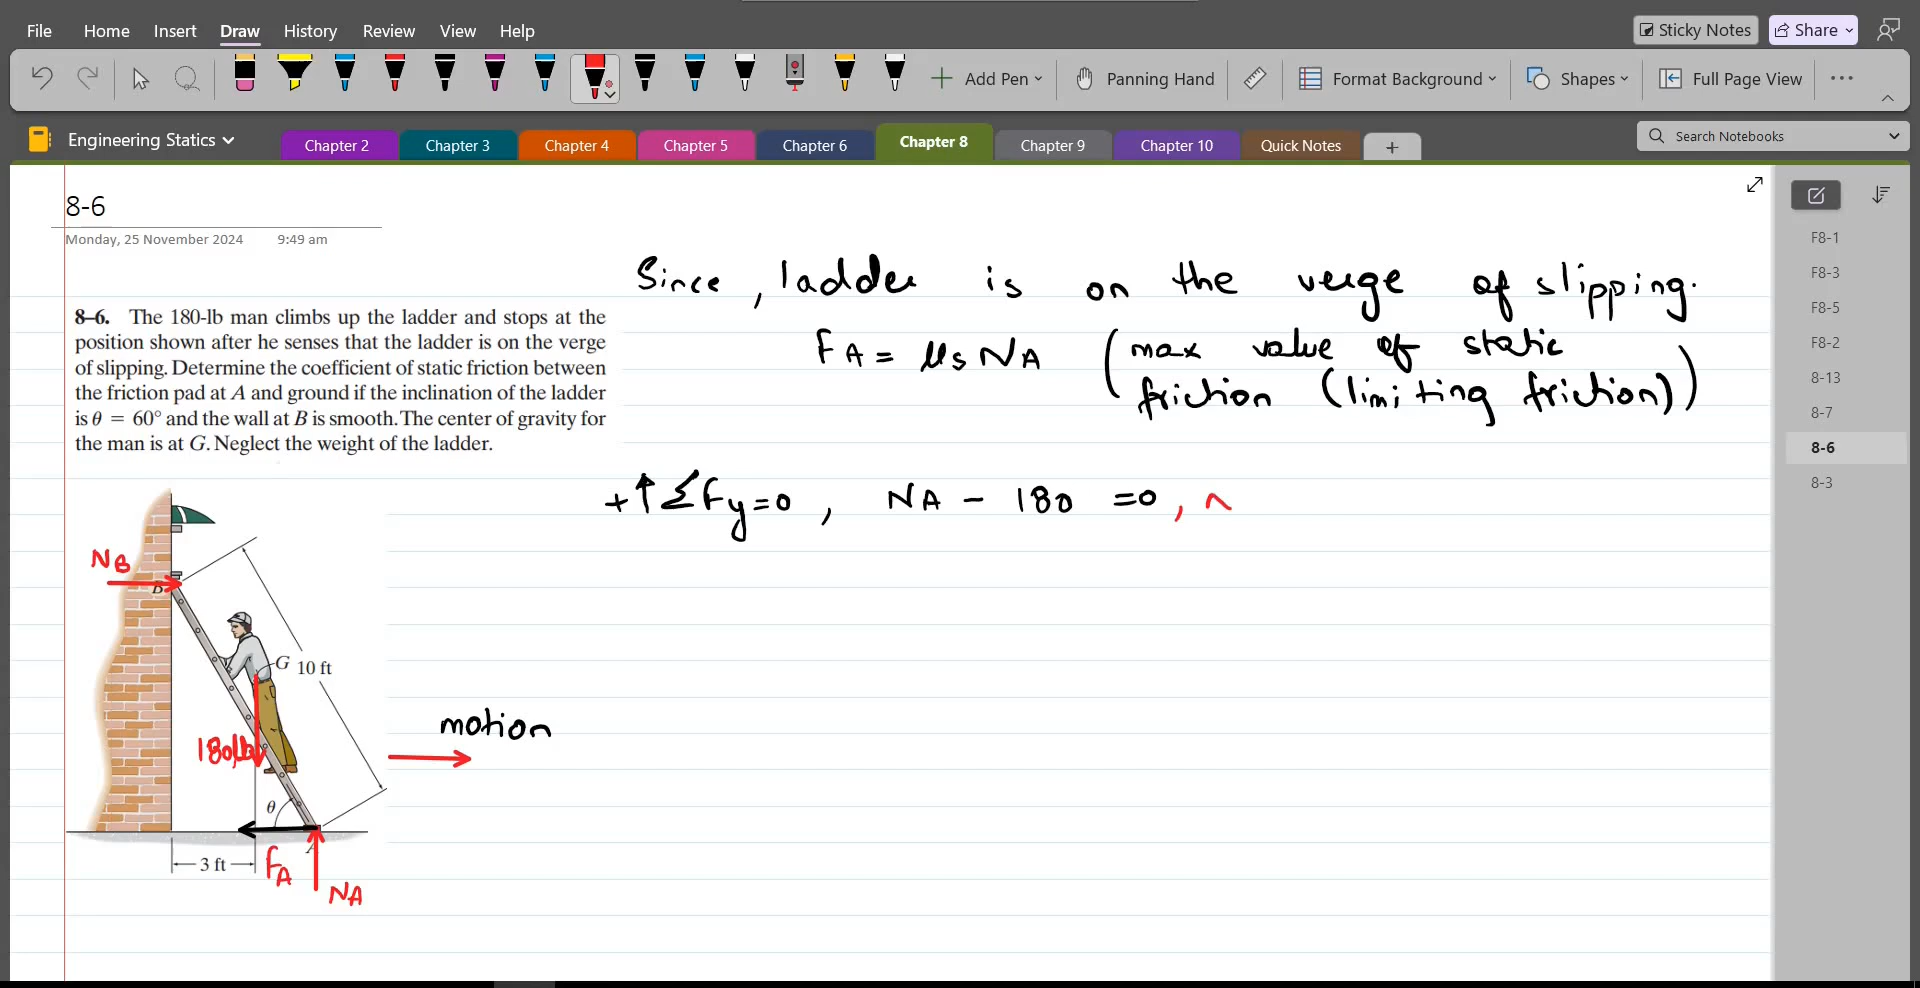 File Home Insert Draw History Review View Help
Sticky Notes Share
Add Pen Panning Hand Format Background Shapes Full Page View
Engineering Statics Chapter 2 Chapter 3 Chapter 4 Chapter 5 Chapter 6 Chapter 8 Chapter 9 Chapter 10 Quick Notes + Search Notebooks
8-6
Monday, 25 November 2024 9:49 am
8–6. The 180-lb man climbs up the ladder and stops at the
position shown after he senses that the ladder is on the verge
of slipping. Determine the coefficient of static friction between
the friction pad at A and ground if the inclination of the ladder
is θ = 60° and the wall at B is smooth. The center of gravity for
the man is at G. Neglect the weight of the ladder.
Since, ladder is on the verge of slipping.
FA = μs NA (max value of static
friction (limiting friction))
+↑ ΣFy=0, NA - 180 =0,
NB
B
G 10 ft
180lb
θ
A
3 ft
FA
NA
motion
F8-1
F8-3
F8-5
F8-2
8-13
8-7
8-6
8-3